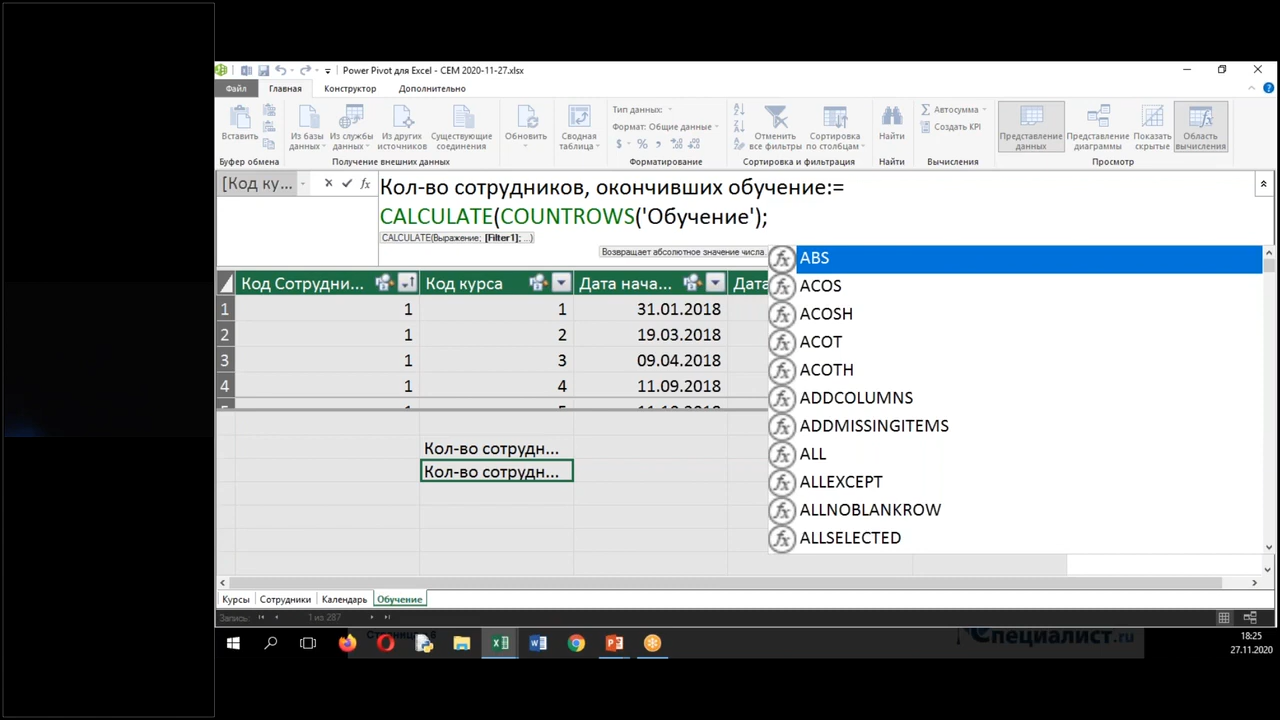 Power Pivot для Excel - CEM 2020-11-27.xlsx
Файл Главная Конструктор Дополнительно
Вставить
Буфер обмена
Из базы данных
Из службы данных
Из других источников
Существующие соединения
Получение внешних данных
Обновить
Сводная таблица
Тип данных:
Формат: Общие данные
$ %
Форматирование
Отменить все фильтры
Сортировка по столбцам
Сортировка и фильтрация
Найти
Найти
Автосумма
Создать KPI
Вычисления
Представление данных
Представление диаграммы
Показать скрытые
Область вычисления
Просмотр
[Код ку...
fx
Кол-во сотрудников, окончивших обучение:=
CALCULATE(COUNTROWS('Обучение');
CALCULATE(Выражение; [Filter1]; ...)
Возвращает абсолютное значение числа.
ABS
ACOS
ACOSH
ACOT
ACOTH
ADDCOLUMNS
ADDMISSINGITEMS
ALL
ALLEXCEPT
ALLNOBLANKROW
ALLSELECTED
Код Сотрудни... Код курса Дата нача... Дата
1 1 1 31.01.2018
2 1 2 19.03.2018
3 1 3 09.04.2018
4 1 4 11.09.2018
Кол-во сотрудн...
Кол-во сотрудн...
Курсы Сотрудники Календарь Обучение
Запись: 1 из 287
Специалист.ru
18:25
27.11.2020